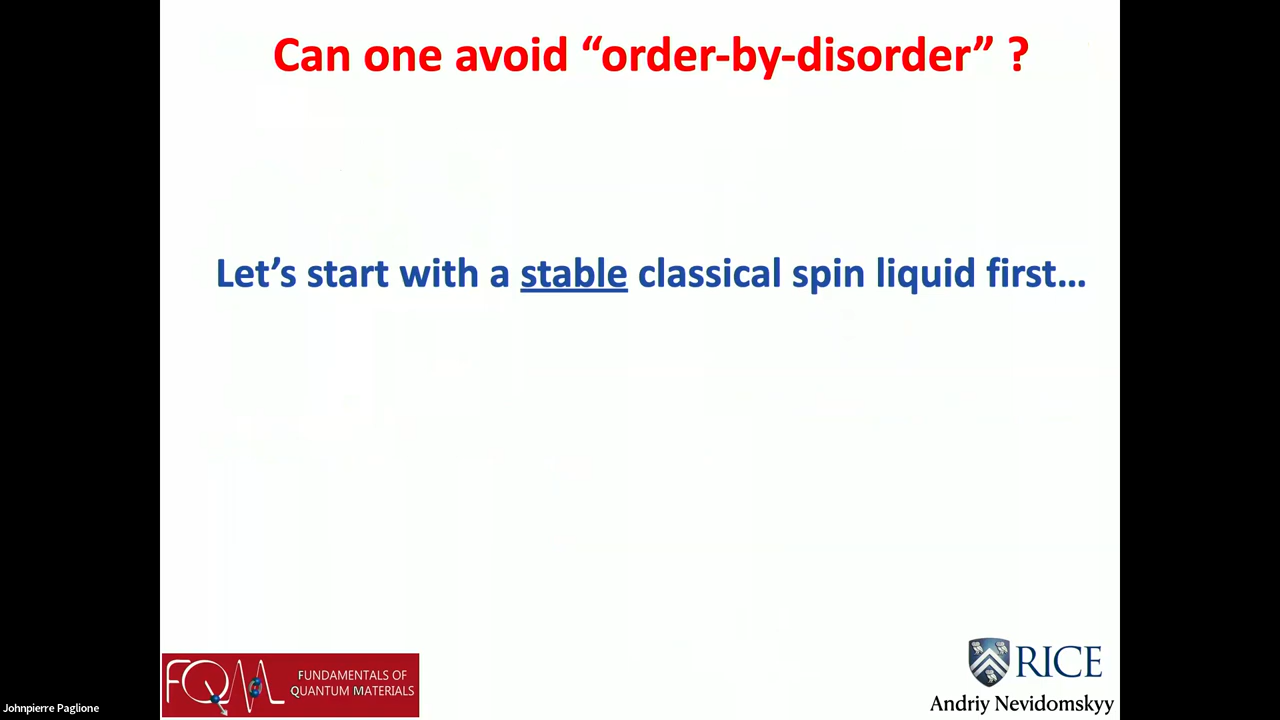 Can one avoid “order-by-disorder” ?
Let’s start with a stable classical spin liquid first…
FQM
FUNDAMENTALS OF
QUANTUM MATERIALS
RICE
Andriy Nevidomskyy
Johnpierre Paglione